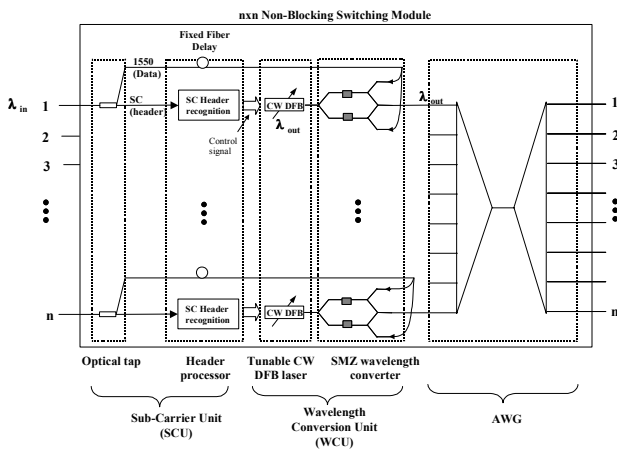 nxn Non-Blocking Switching Module
Fixed Fiber
Delay
1550
(Data)
λ in
1
SC
(header)
SC Header
recognition
CW DFB
λ out
Control
signal
λ out
1
2
2
3
3
n
SC Header
recognition
CW DFB
n
Optical tap
Header
processor
Tunable CW
DFB laser
SMZ wavelength
converter
Sub-Carrier Unit
(SCU)
Wavelength
Conversion Unit
(WCU)
AWG